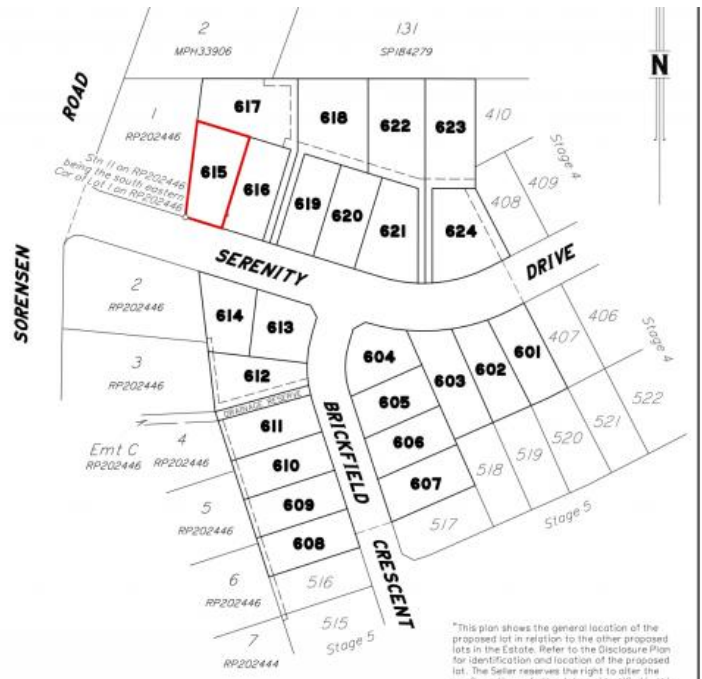 2
MPH33906
131
SP184279
N
ROAD
1
RP202446
617
618
622
623
410
Stage 4
Stn 11 on RP202446
being the south eastern
Cor of Lot 1 on RP202446
615
616
619
620
621
624
408
409
SORENSEN
SERENITY
DRIVE
2
RP202446
614
613
604
603
602
601
407
406
Stage 4
3
RP202446
612
DRAINAGE RESERVE
605
606
607
BRICKFIELD
CRESCENT
522
521
520
519
518
517
Stage 5
Emt C
RP202446
4
RP202446
611
610
609
608
5
RP202446
6
RP202446
516
515
Stage 5
7
RP202444
"This plan shows the general location of the
proposed lot in relation to the other proposed
lots in the Estate. Refer to the Disclosure Plan
for identification and location of the proposed
lot. The Seller reserves the right to alter the